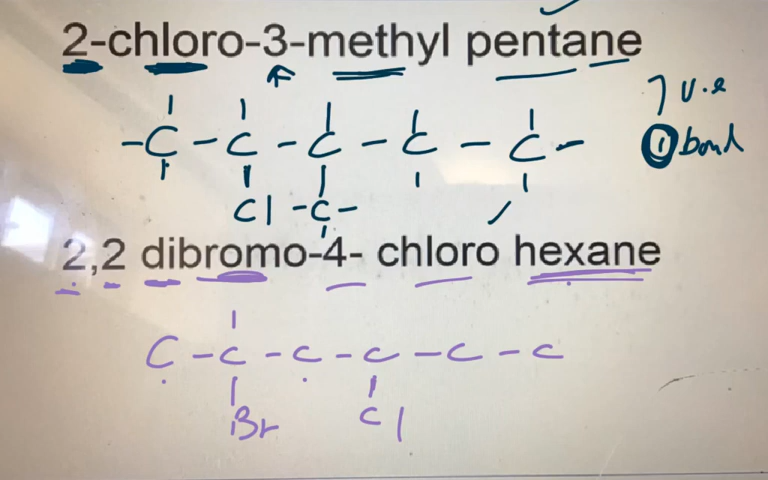 2-chloro-3-methyl pentane
7 v.e
-C-C-C-C-C-
① bond
Cl -C-
2,2 dibromo-4- chloro hexane
C-C-C-C-C-C
Br Cl